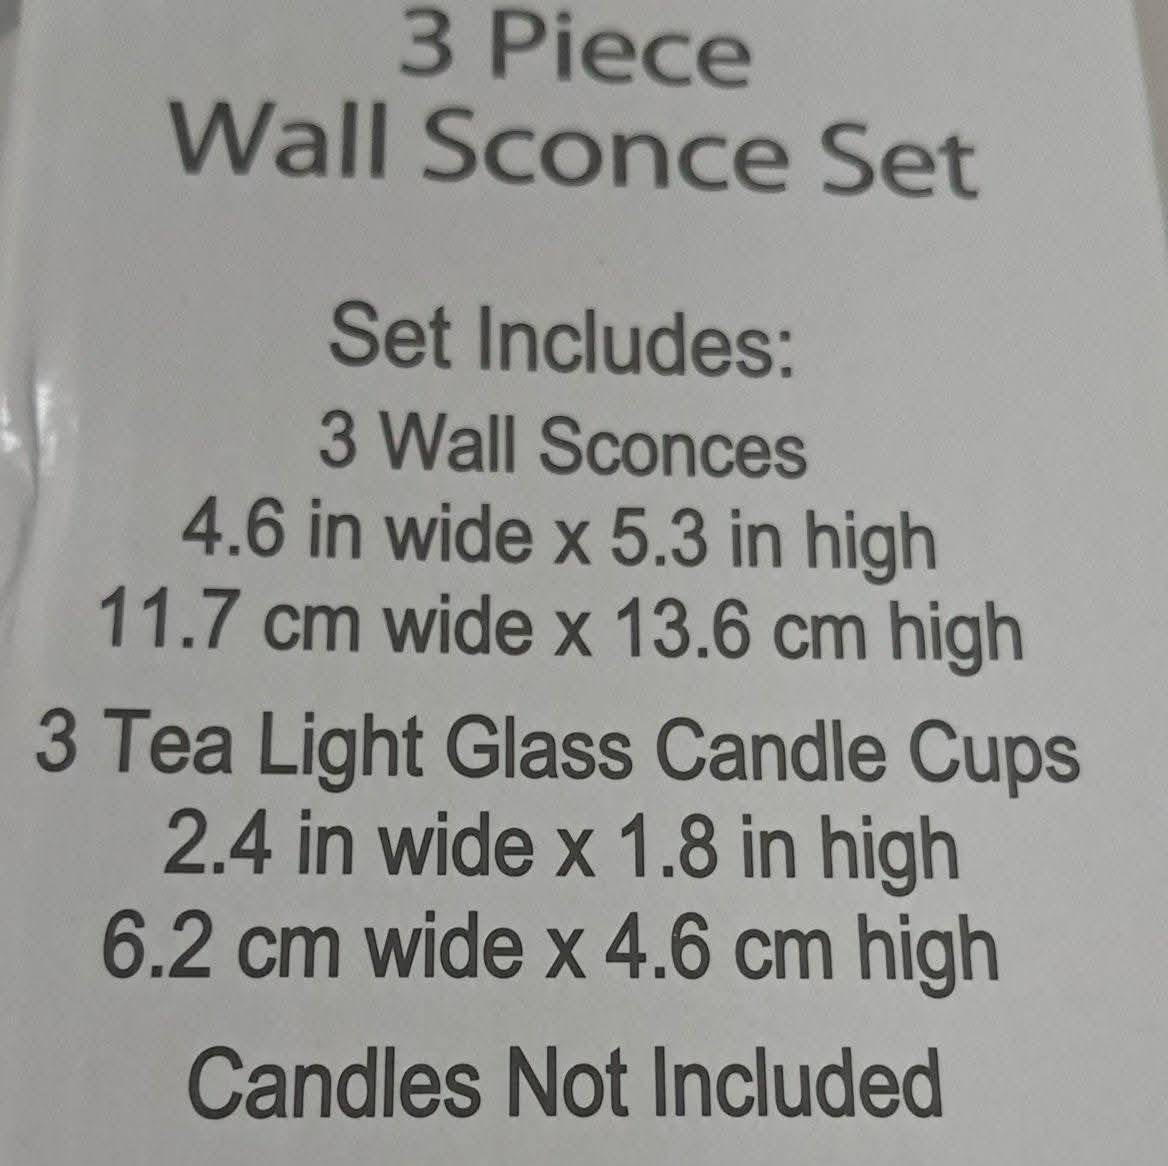 3 Piece
Wall Sconce Set
Set Includes:
3 Wall Sconces
4.6 in wide x 5.3 in high
11.7 cm wide x 13.6 cm high
3 Tea Light Glass Candle Cups
2.4 in wide x 1.8 in high
6.2 cm wide x 4.6 cm high
Candles Not Included